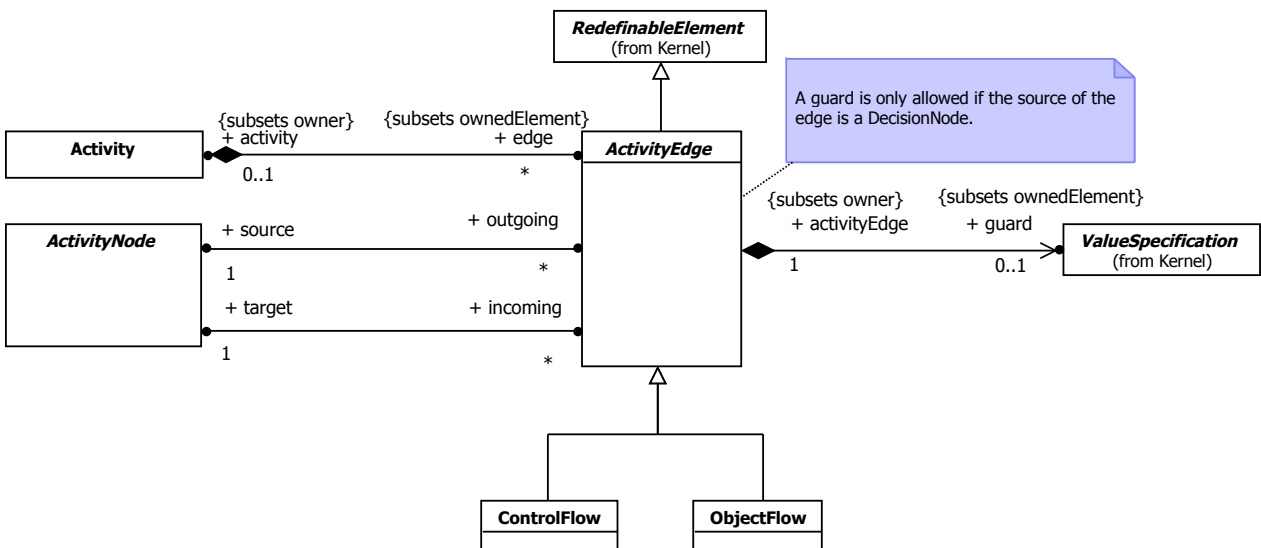 RedefinableElement
(from Kernel)
A guard is only allowed if the source of the
edge is a DecisionNode.
{subsets owner}
{subsets ownedElement}
+ activity
+ edge
Activity
0..1
*
ActivityEdge
{subsets owner}
{subsets ownedElement}
+ activityEdge
+ guard
1
0..1
ValueSpecification
(from Kernel)
ActivityNode
+ source
+ outgoing
1
*
+ target
+ incoming
1
*
ControlFlow
ObjectFlow